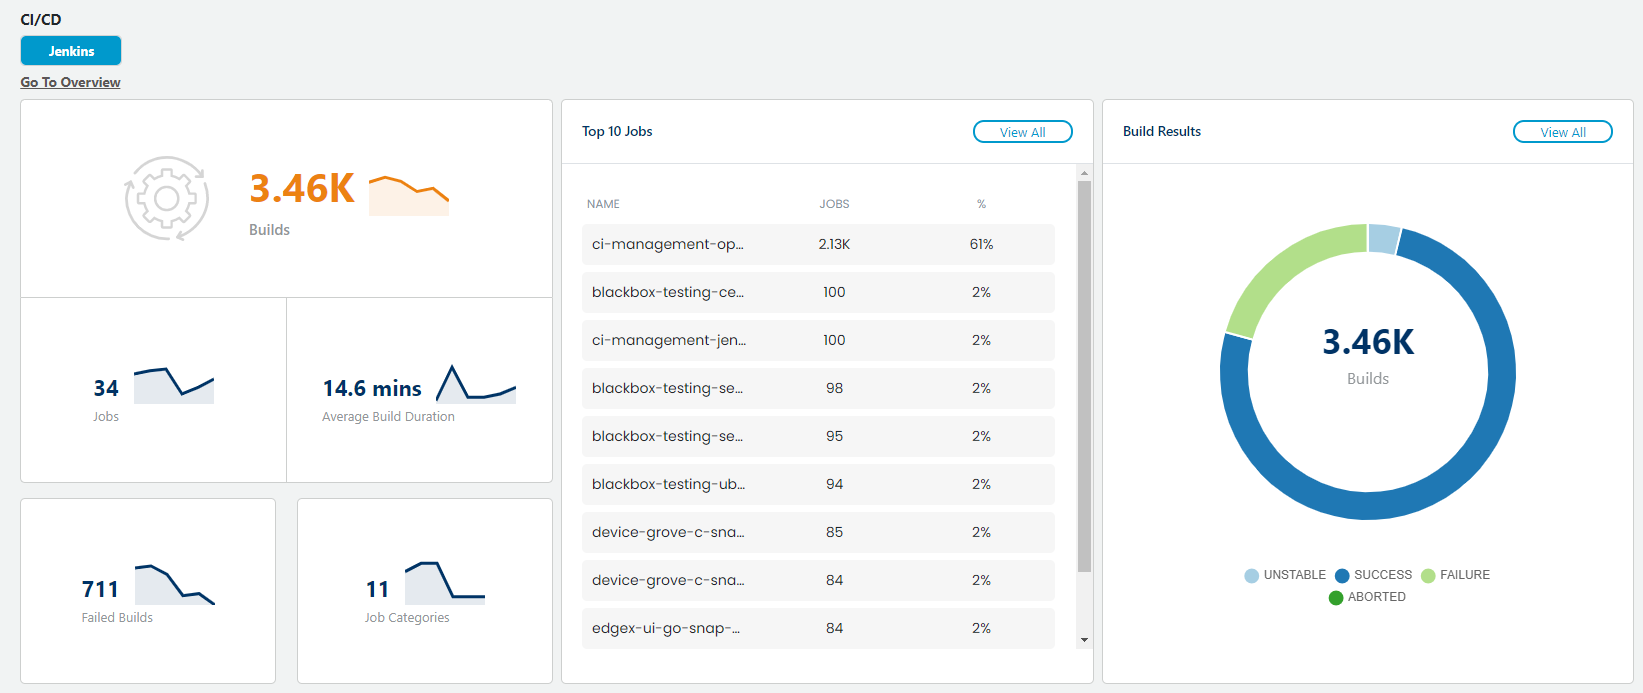 CI/CD
Jenkins
Go To Overview
3.46K
Builds
34
Jobs
14.6 mins
Average Build Duration
711
Failed Builds
11
Job Categories
Top 10 Jobs
View All
NAME JOBS %
ci-management-op... 2.13K 61%
blackbox-testing-ce... 100 2%
ci-management-jen... 100 2%
blackbox-testing-se... 98 2%
blackbox-testing-se... 95 2%
blackbox-testing-ub... 94 2%
device-grove-c-sna... 85 2%
device-grove-c-sna... 84 2%
edgex-ui-go-snap-... 84 2%
Build Results
View All
3.46K
Builds
UNSTABLE SUCCESS FAILURE
ABORTED